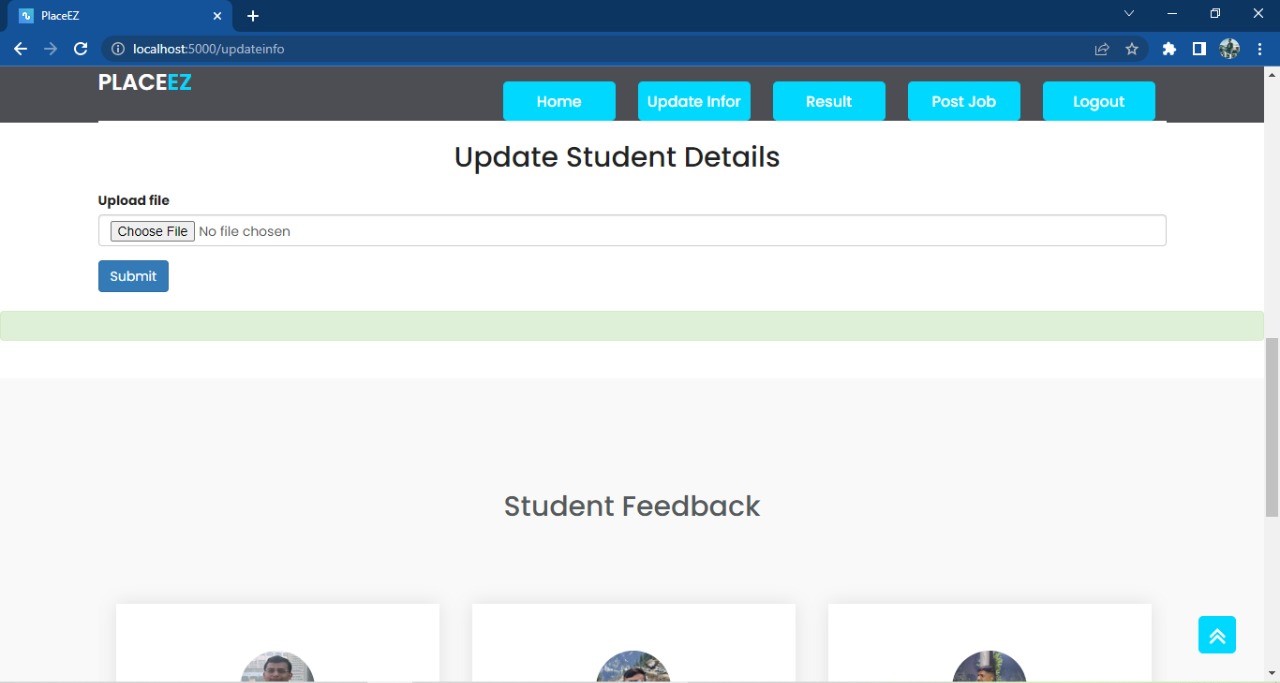 PlaceEZ
localhost:5000/updateinfo
PLACEEZ
Home
Update Infor
Result
Post Job
Logout
Update Student Details
Upload file
Choose File No file chosen
Submit
Student Feedback